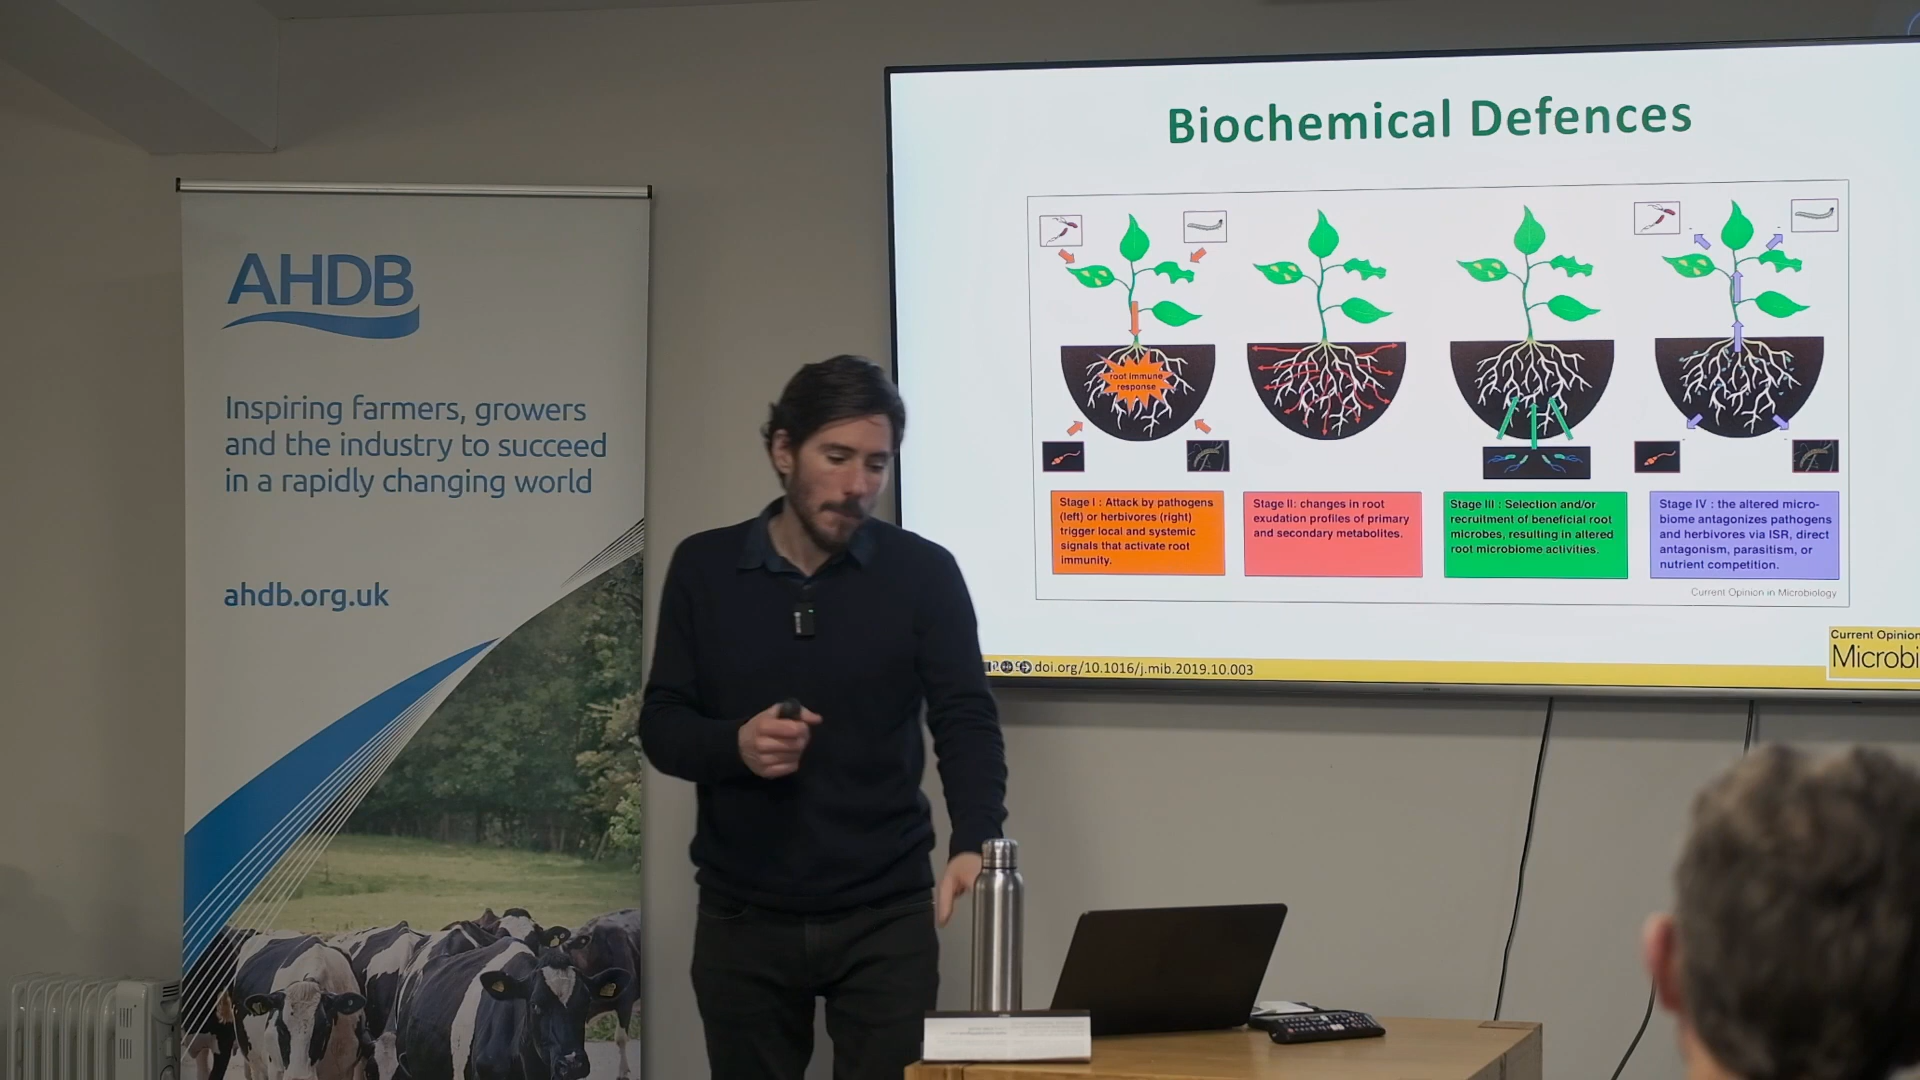 AHDB
Inspiring farmers, growers
and the industry to succeed
in a rapidly changing world
ahdb.org.uk
Biochemical Defences
root immune
response
Stage I : Attack by pathogens
(left) or herbivores (right)
trigger local and systemic
signals that activate root
immunity.
Stage II: changes in root
exudation profiles of primary
and secondary metabolites.
Stage III : Selection and/or
recruitment of beneficial root
microbes, resulting in altered
root microbiome activities.
Stage IV : the altered micro-
biome antagonizes pathogens
and herbivores via ISR, direct
antagonism, parasitism, or
nutrient competition.
Current Opinion in Microbiology
doi.org/10.1016/j.mib.2019.10.003
Current Opinion
Microbi